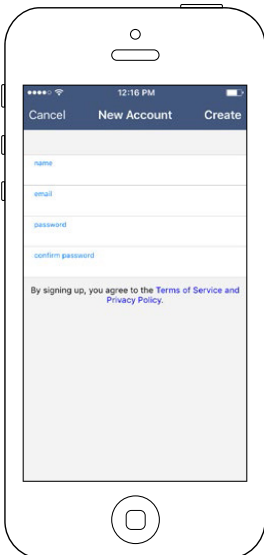 12:16 PM
Cancel New Account Create
name
email
password
confirm password
By signing up, you agree to the Terms of Service and
Privacy Policy.